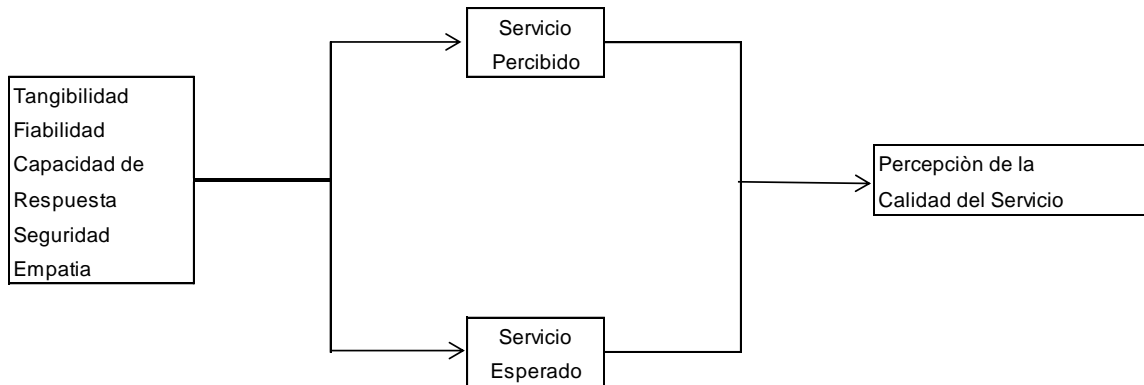 Servicio
Percibido
Tangibilidad
Fiabilidad
Capacidad de
Respuesta
Seguridad
Empatia
Percepciòn de la
Calidad del Servicio
Servicio
Esperado